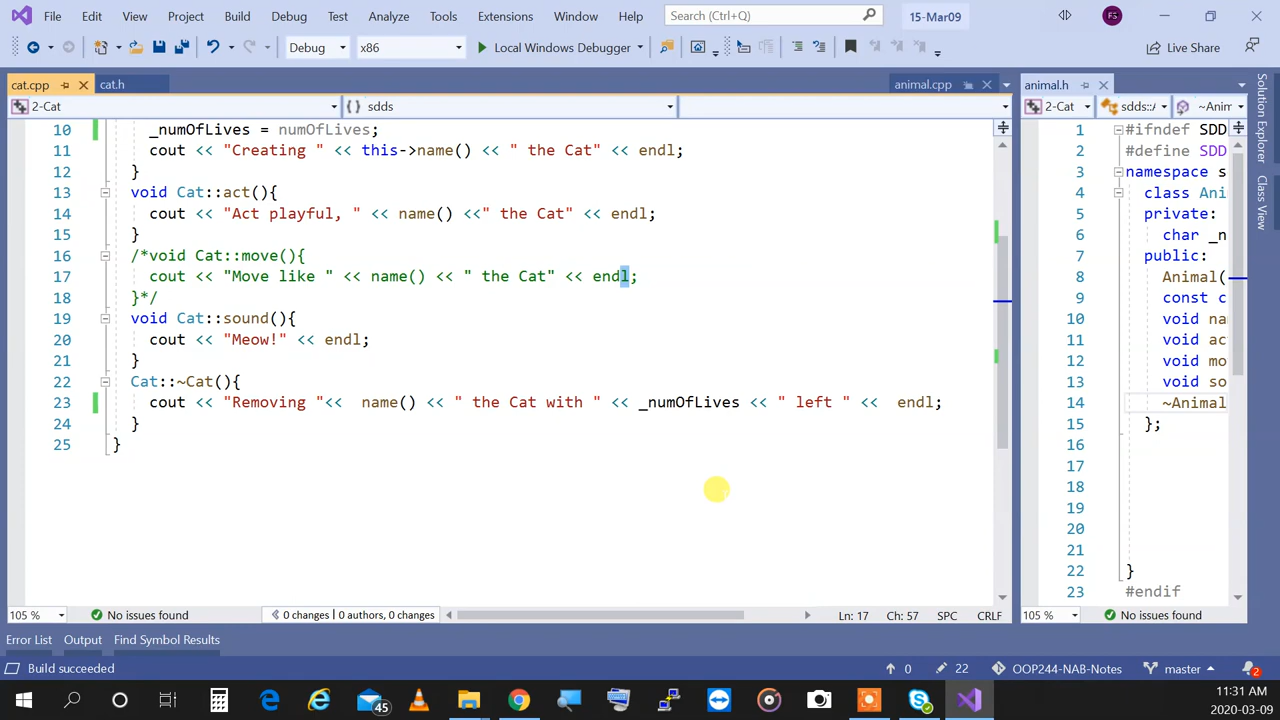 File Edit View Project Build Debug Test Analyze Tools Extensions Window Help Search (Ctrl+Q) 15-Mar09 FS
Debug x86 Local Windows Debugger Live Share
cat.cpp cat.h animal.cpp animal.h
2-Cat sdds 2-Cat sdds::A ~Anim
10 _numOfLives = numOfLives;
11 cout << "Creating " << this->name() << " the Cat" << endl;
12 }
13 void Cat::act(){
14 cout << "Act playful, " << name() <<" the Cat" << endl;
15 }
16 /*void Cat::move(){
17 cout << "Move like " << name() << " the Cat" << endl;
18 }*/
19 void Cat::sound(){
20 cout << "Meow!" << endl;
21 }
22 Cat::~Cat(){
23 cout << "Removing "<< name() << " the Cat with " << _numOfLives << " left " << endl;
24 }
25 }
1 #ifndef SDD
2 #define SDD
3 namespace s
4 class Ani
5 private:
6 char _n
7 public:
8 Animal(
9 const c
10 void na
11 void ac
12 void mo
13 void so
14 ~Animal
15 };
16
17
18
19
20
21
22 }
23 #endif
Solution Explorer
Class View
105 % No issues found 0 changes | 0 authors, 0 changes Ln: 17 Ch: 57 SPC CRLF 105 % No issues found
Error List Output Find Symbol Results
Build succeeded 0 22 OOP244-NAB-Notes master 2
45
11:31 AM
2020-03-09